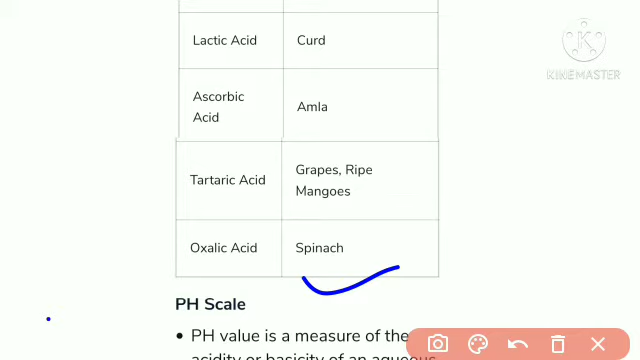 Lactic Acid Curd
Ascorbic
Acid
Amla
Tartaric Acid
Grapes, Ripe
Mangoes
Oxalic Acid Spinach
PH Scale
• PH value is a measure of the
acidity or basicity of an aqueous
KINEMASTER